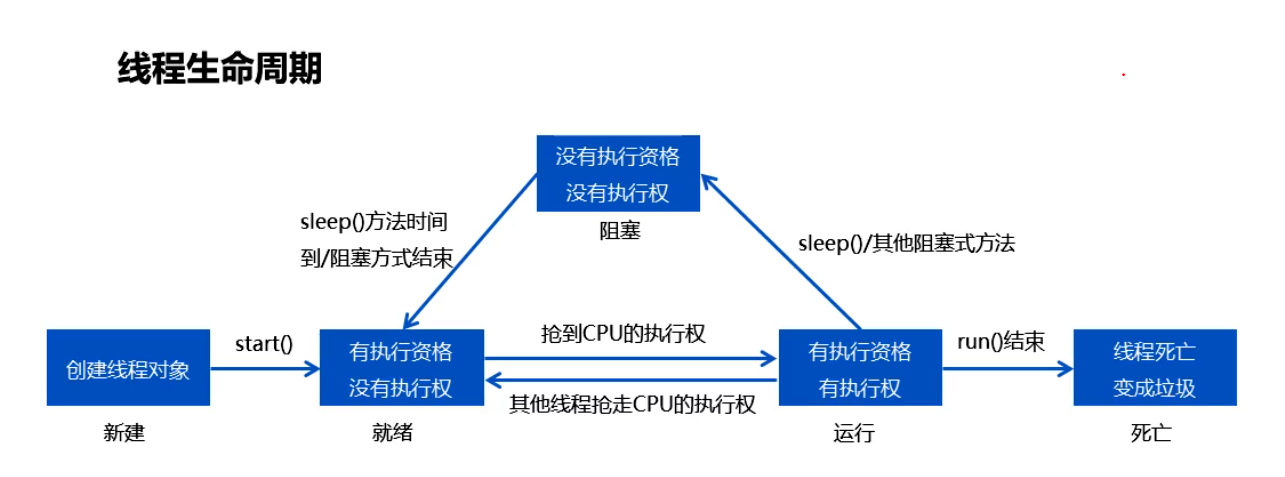 线程生命周期
没有执行资格
没有执行权
阻塞
sleep()方法时间
到/阻塞方式结束
sleep()/其他阻塞式方法
创建线程对象
新建
start()
有执行资格
没有执行权
就绪
抢到CPU的执行权
其他线程抢走CPU的执行权
有执行资格
有执行权
运行
run()结束
线程死亡
变成垃圾
死亡